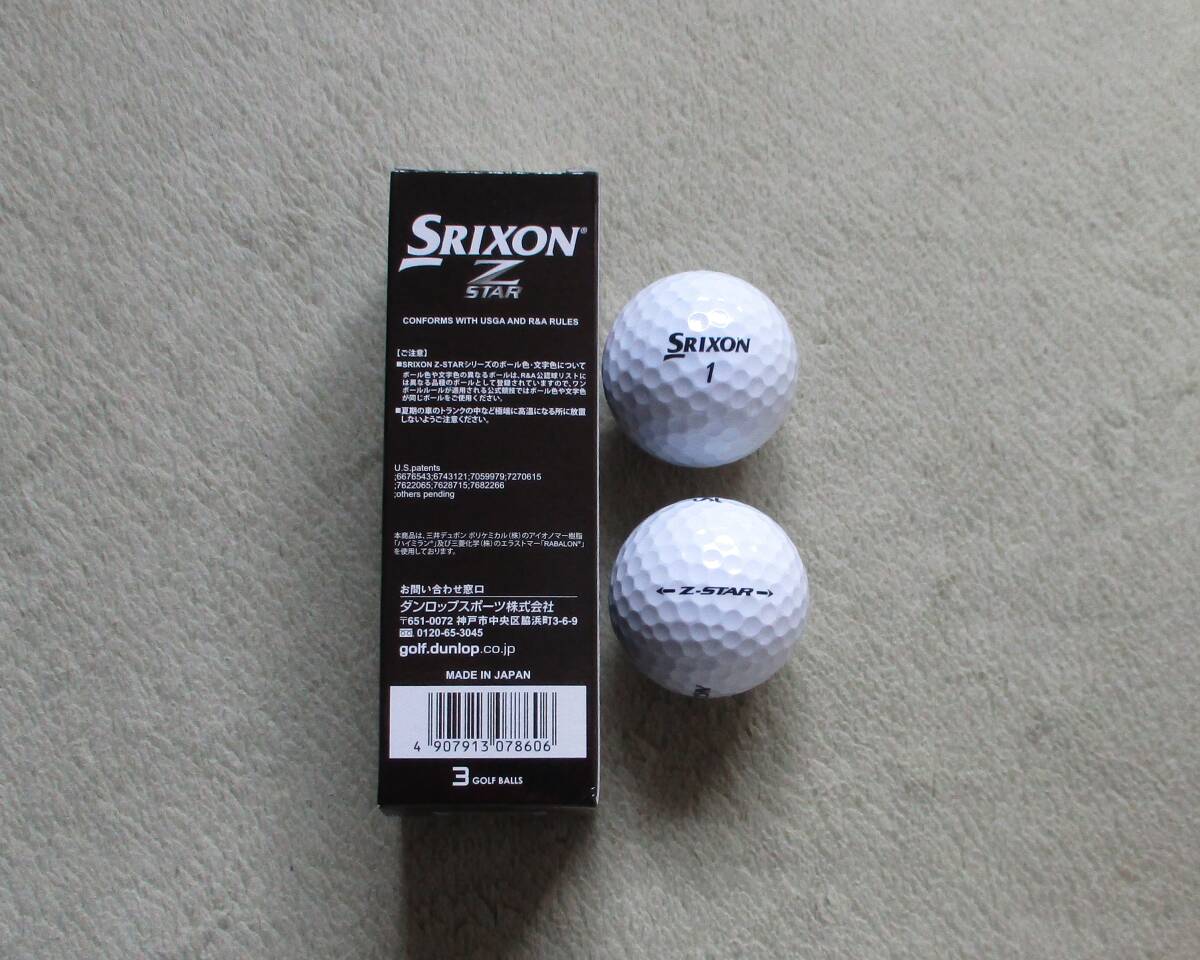 SRIXON®
Z
STAR
CONFORMS WITH USGA AND R&A RULES
【ご注意】
■SRIXON Z-STARシリーズのボール色・文字色について
ボール色や文字色の異なるボールは、R&A公認球リストに
は異なる品種のボールとして登録されていますので、ワン
ボールルールが適用される公式競技ではボール色や文字色
が同じボールをご使用ください。
■夏期の車のトランクの中など極端に高温になる所に放置
しないようご注意ください。
U.S.patents
;6676543;6743121;7059979;7270615
;7622065;7628715;7682266
;others pending
本商品は、三井デュポン ポリケミカル(株)のアイオノマー樹脂
「ハイミラン®」及び三菱化学(株)のエラストマー「RABALON®」
を使用しております。
お問い合わせ窓口
ダンロップスポーツ株式会社
〒651-0072 神戸市中央区脇浜町3-6-9
0120-65-3045
golf.dunlop.co.jp
MADE IN JAPAN
4 907913 078606
3 GOLF BALLS
SRIXON
1
Z-STAR